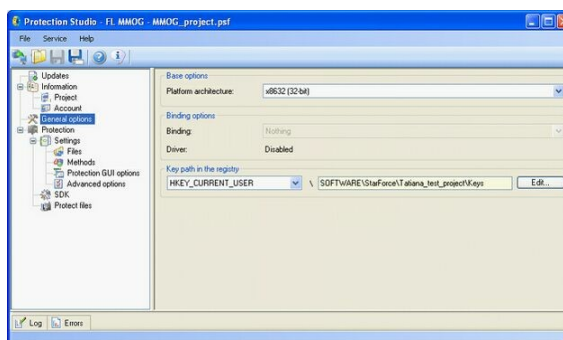 Protection Studio - FL MMOG - MMOG_project.psf
File Service Help
Updates
Information
Project
Account
General options
Protection
Settings
Files
Methods
Protection GUI options
Advanced options
SDK
Protect files
Base options
Platform architecture: x8632 (32-bit)
Binding options
Binding: Nothing
Driver: Disabled
Key path in the registry
HKEY_CURRENT_USER \ SOFTWARE\StarForce\Tatiana_test_project\Keys Edit...
Log Errors